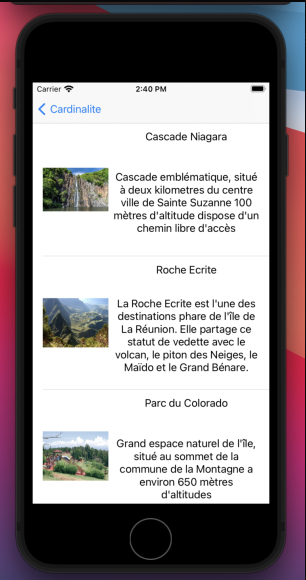 Carrier 2:40 PM
Cardinalite
Cascade Niagara
Cascade emblématique, situé
à deux kilometres du centre
ville de Sainte Suzanne 100
mètres d'altitude dispose d'un
chemin libre d'accès
Roche Ecrite
La Roche Ecrite est l'une des
destinations phare de l'île de
La Réunion. Elle partage ce
statut de vedette avec le
volcan, le piton des Neiges, le
Maïdo et le Grand Bénare.
Parc du Colorado
Grand espace naturel de l'île,
situé au sommet de la
commune de la Montagne a
environ 650 mètres
d'altitudes